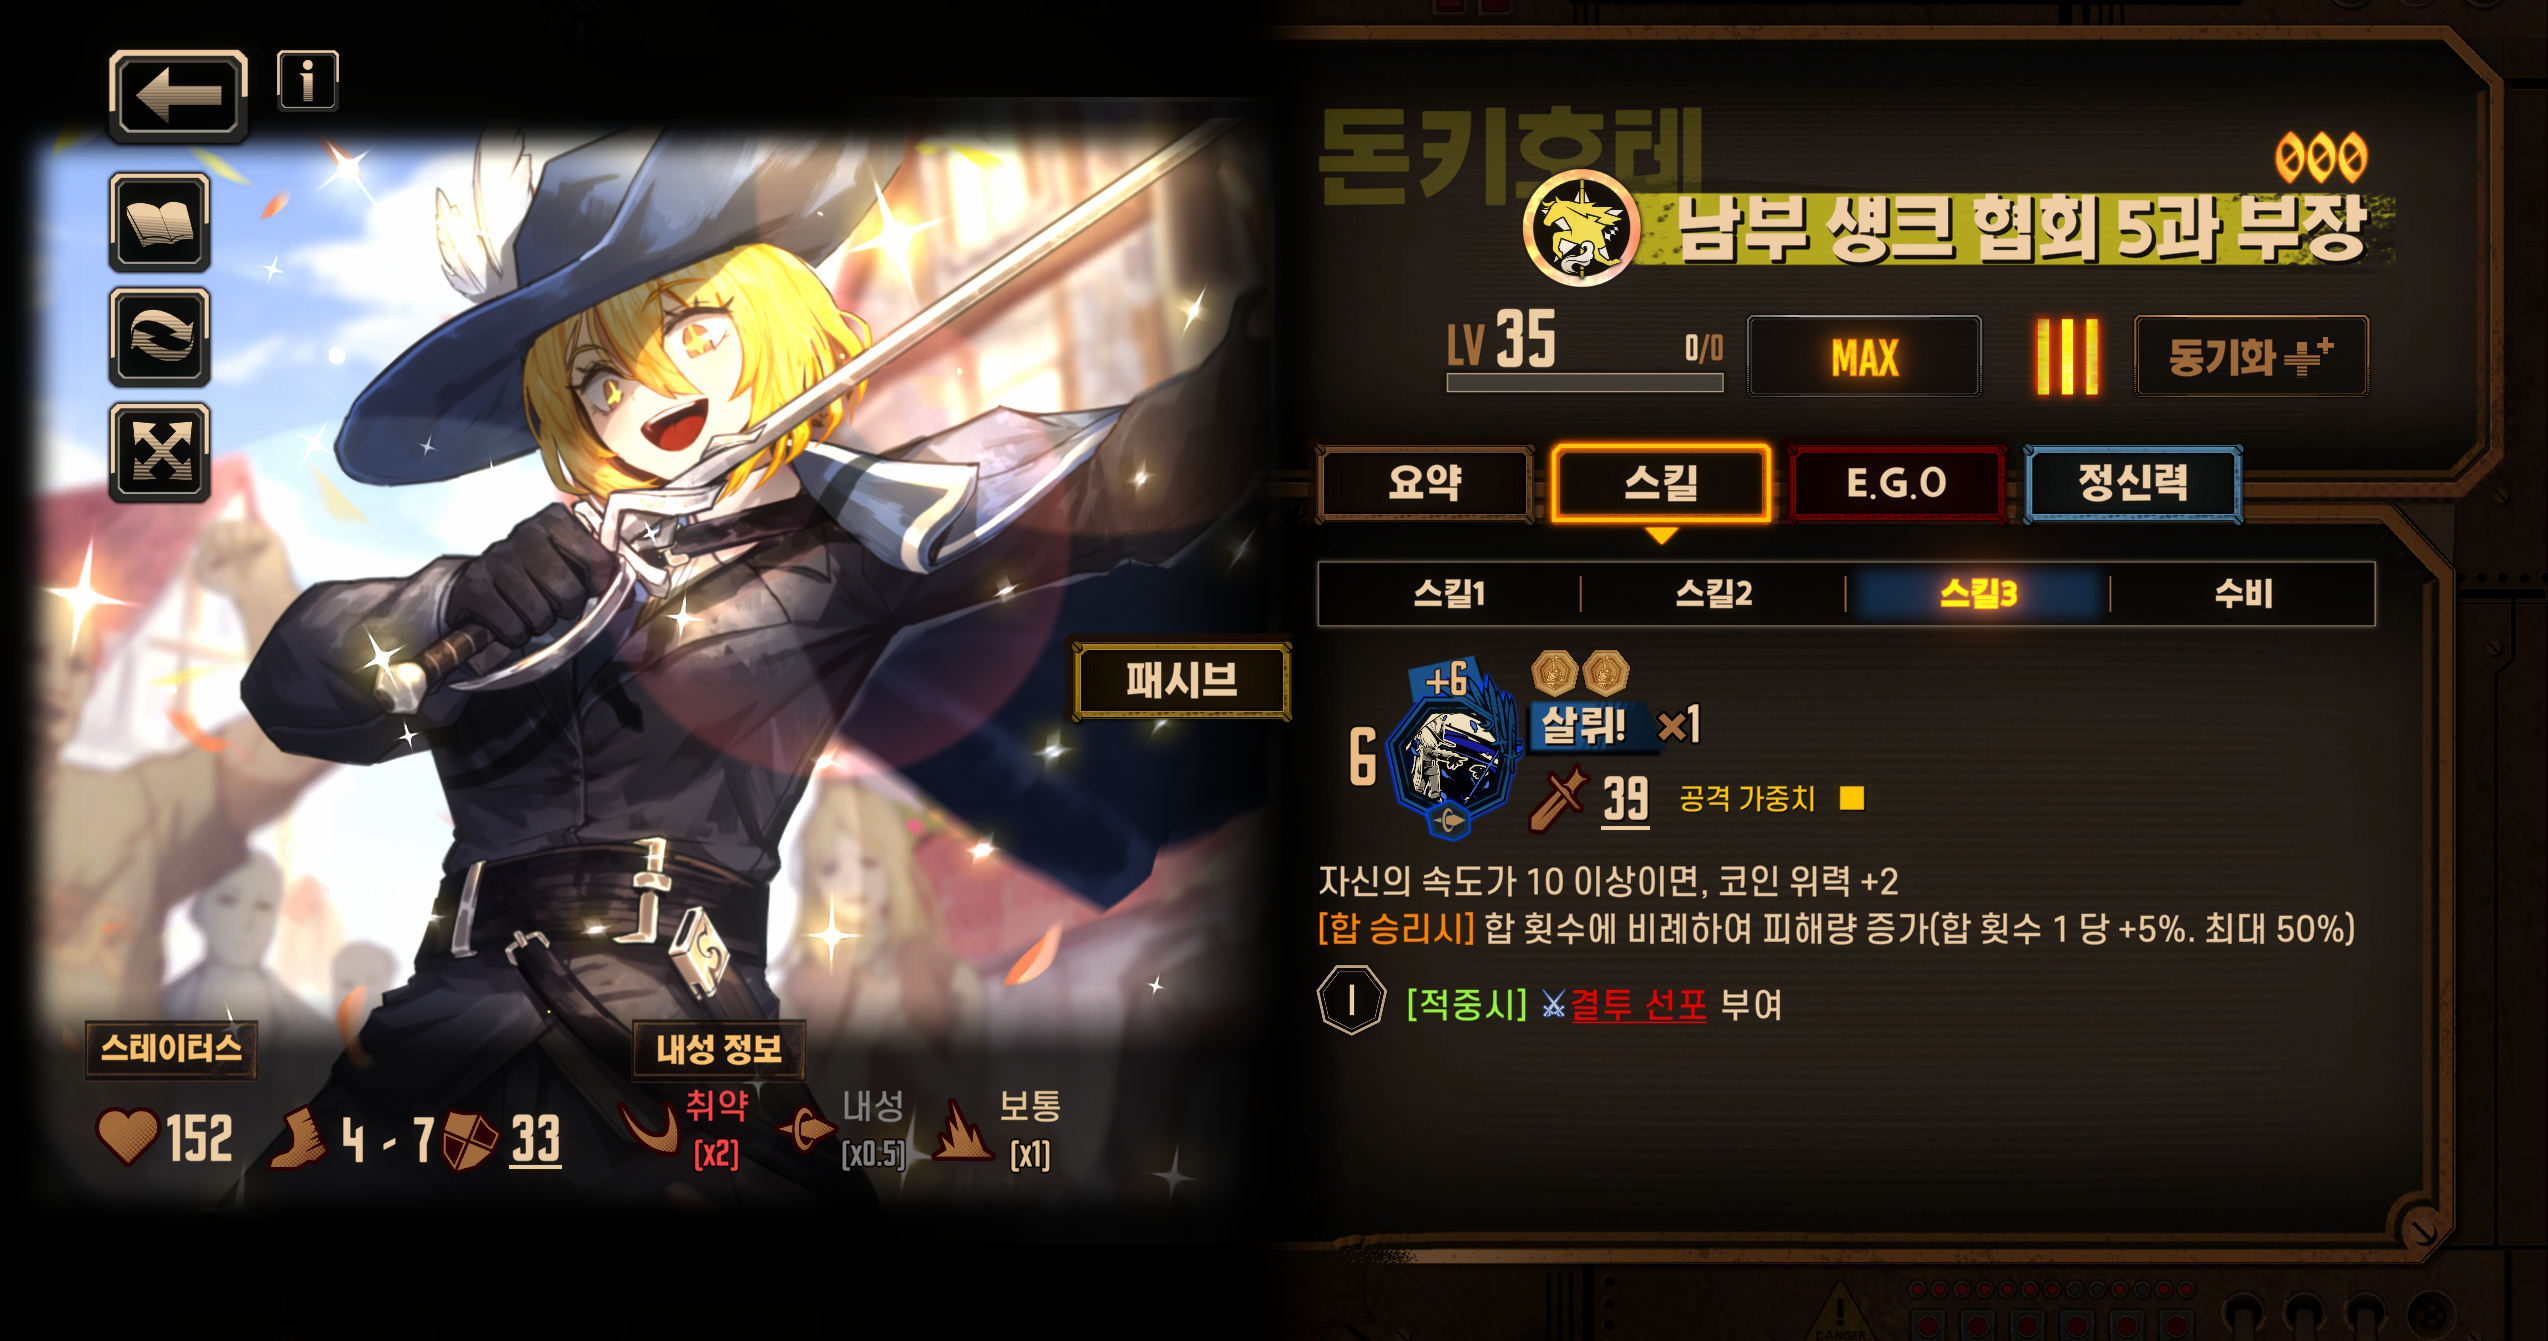 돈키호테
남부 섕크 협회 5과 부장
LV 35
0/0
MAX
동기화
요약
스킬
E.G.O
정신력
스킬1
스킬2
스킬3
수비
패시브
+6
6
살뤼!
×1
39
공격 가중치
자신의 속도가 10 이상이면, 코인 위력 +2
[합 승리시] 합 횟수에 비례하여 피해량 증가(합 횟수 1 당 +5%. 최대 50%)
I
[적중시] 결투 선포 부여
스테이터스
152
4 - 7
33
내성 정보
취약
[x2]
내성
[x0.5]
보통
[x1]
DANGER